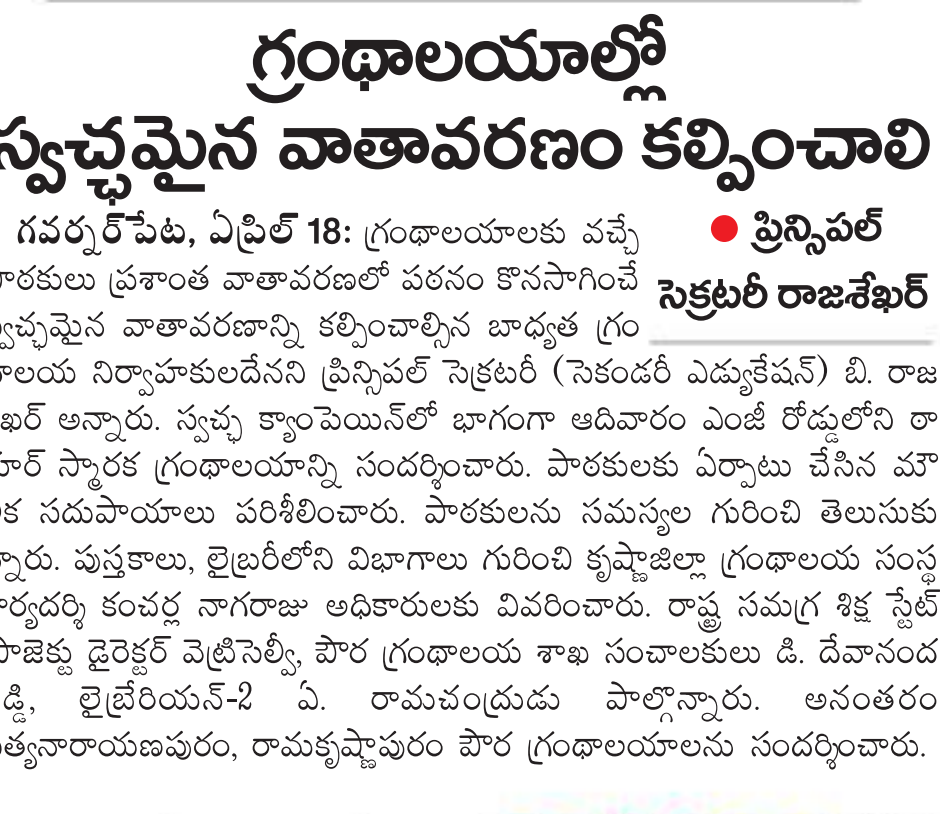 గ్రంథాలయాల్లో
స్వచ్ఛమైన వాతావరణం కల్పించాలి
● ప్రిన్సిపల్
సెక్రటరీ రాజశేఖర్
గవర్నర్‌పేట, ఏప్రిల్ 18: గ్రంథాలయాలకు వచ్చే
పాఠకులు ప్రశాంత వాతావరణలో పఠనం కొనసాగించే
స్వచ్ఛమైన వాతావరణాన్ని కల్పించాల్సిన బాధ్యత గ్రం
థాలయ నిర్వాహకులదేనని ప్రిన్సిపల్ సెక్రటరీ (సెకండరీ ఎడ్యుకేషన్) బి. రాజ
శేఖర్ అన్నారు. స్వచ్ఛ క్యాంపెయిన్‌లో భాగంగా ఆదివారం ఎంజీ రోడ్డులోని ఠా
గూర్ స్మారక గ్రంథాలయాన్ని సందర్శించారు. పాఠకులకు ఏర్పాటు చేసిన మౌ
లిక సదుపాయాలు పరిశీలించారు. పాఠకులను సమస్యల గురించి తెలుసుకు
న్నారు. పుస్తకాలు, లైబ్రరీలోని విభాగాలు గురించి కృష్ణాజిల్లా గ్రంథాలయ సంస్థ
కార్యదర్శి కంచర్ల నాగరాజు అధికారులకు వివరించారు. రాష్ట్ర సమగ్ర శిక్ష స్టేట్
ప్రాజెక్టు డైరెక్టర్ వెట్రిసెల్వీ, పౌర గ్రంథాలయ శాఖ సంచాలకులు డి. దేవానంద
రెడ్డి, లైబ్రేరియన్-2 ఏ. రామచంద్రుడు పాల్గొన్నారు. అనంతరం
సత్యనారాయణపురం, రామకృష్ణాపురం పౌర గ్రంథాలయాలను సందర్శించారు.